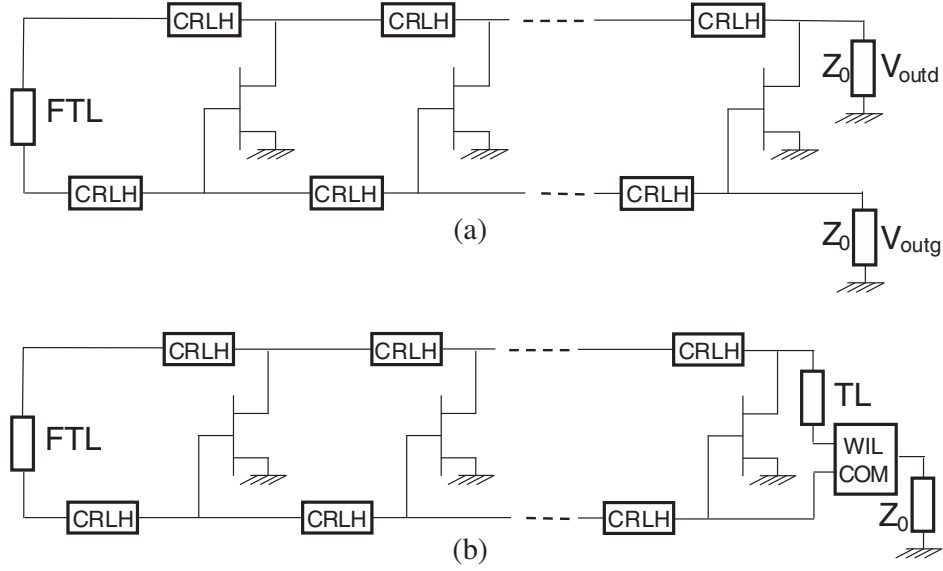 CRLH CRLH CRLH
Z0 Voutd
FTL
CRLH CRLH CRLH
(a)
Z0 Voutg
CRLH CRLH CRLH
TL
FTL
WIL
COM
CRLH CRLH CRLH
Z0
(b)